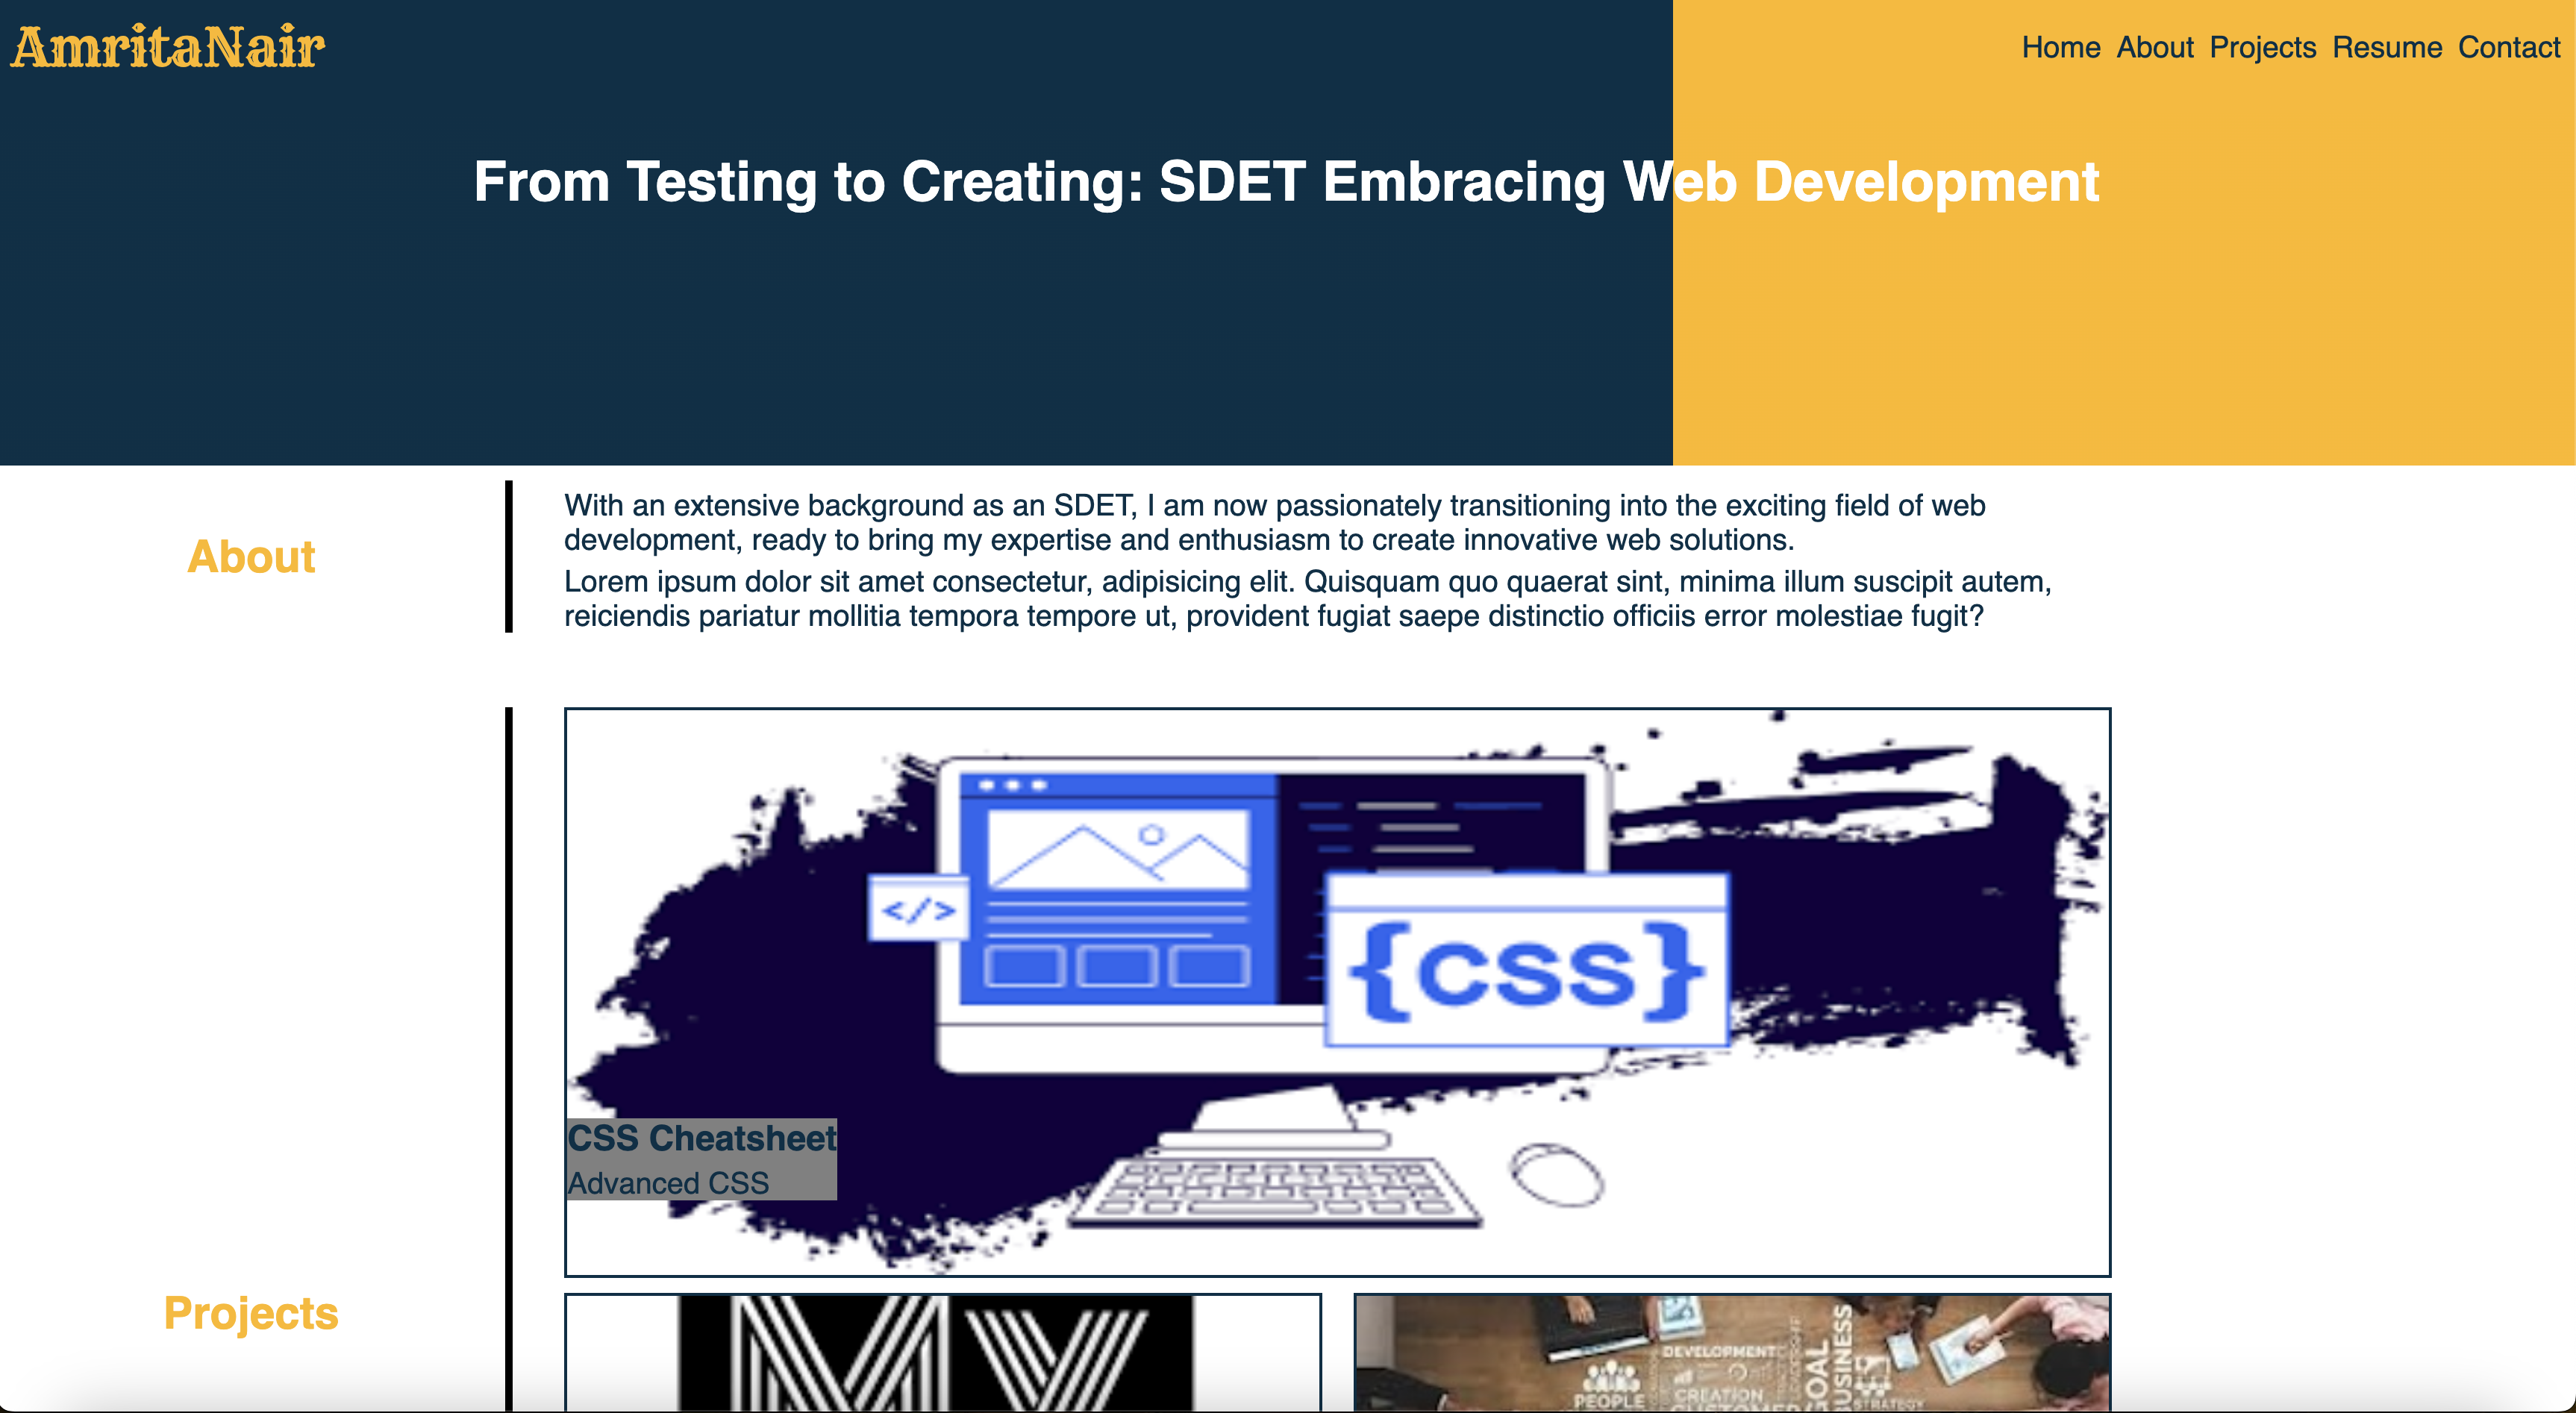 AmritaNair
Home About Projects Resume Contact
From Testing to Creating: SDET Embracing Web Development
About
With an extensive background as an SDET, I am now passionately transitioning into the exciting field of web
development, ready to bring my expertise and enthusiasm to create innovative web solutions.
Lorem ipsum dolor sit amet consectetur, adipisicing elit. Quisquam quo quaerat sint, minima illum suscipit autem,
reiciendis pariatur mollitia tempora tempore ut, provident fugiat saepe distinctio officiis error molestiae fugit?
</>
{css}
CSS Cheatsheet
Advanced CSS
Projects
DEVELOPMENT
PEOPLE
CREATION
GOAL
BUSINESS
STRATEGY